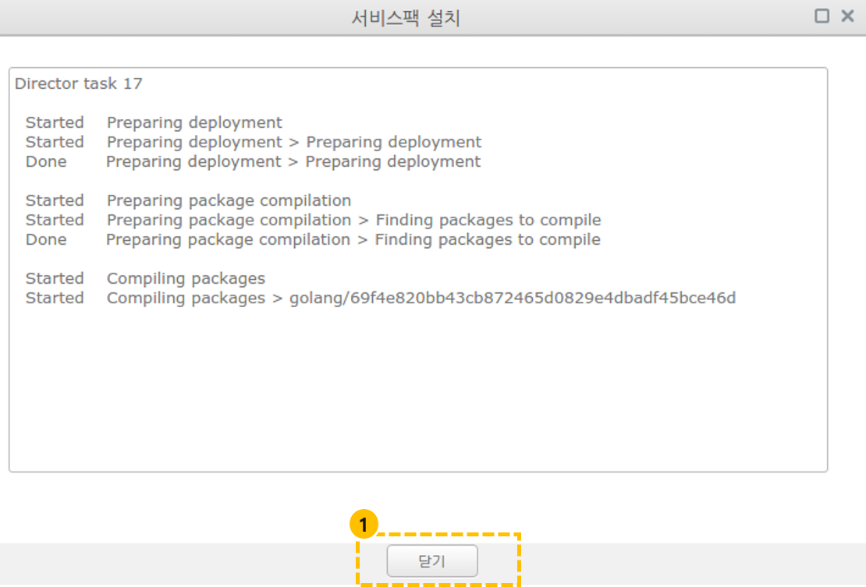 서비스팩 설치
Director task 17
Started Preparing deployment
Started Preparing deployment > Preparing deployment
Done Preparing deployment > Preparing deployment
Started Preparing package compilation
Started Preparing package compilation > Finding packages to compile
Done Preparing package compilation > Finding packages to compile
Started Compiling packages
Started Compiling packages > golang/69f4e820bb43cb872465d0829e4dbadf45bce46d
1
닫기